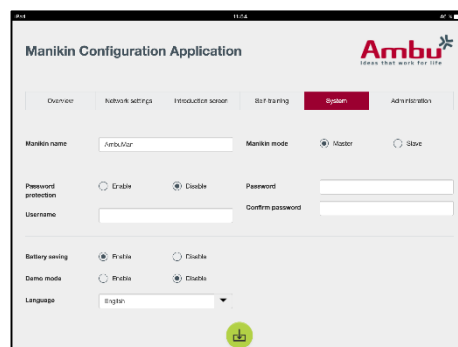 iPad 11:54
Manikin Configuration Application
Ambu
Ideas that work for life
Overview Network settings Introduction screen Self-training System Administration
Manikin name AmbuMan Manikin mode Master Slave
Password protection Enable Disable Password
Username Confirm password
Battery saving Enable Disable
Demo mode Enable Disable
Language English